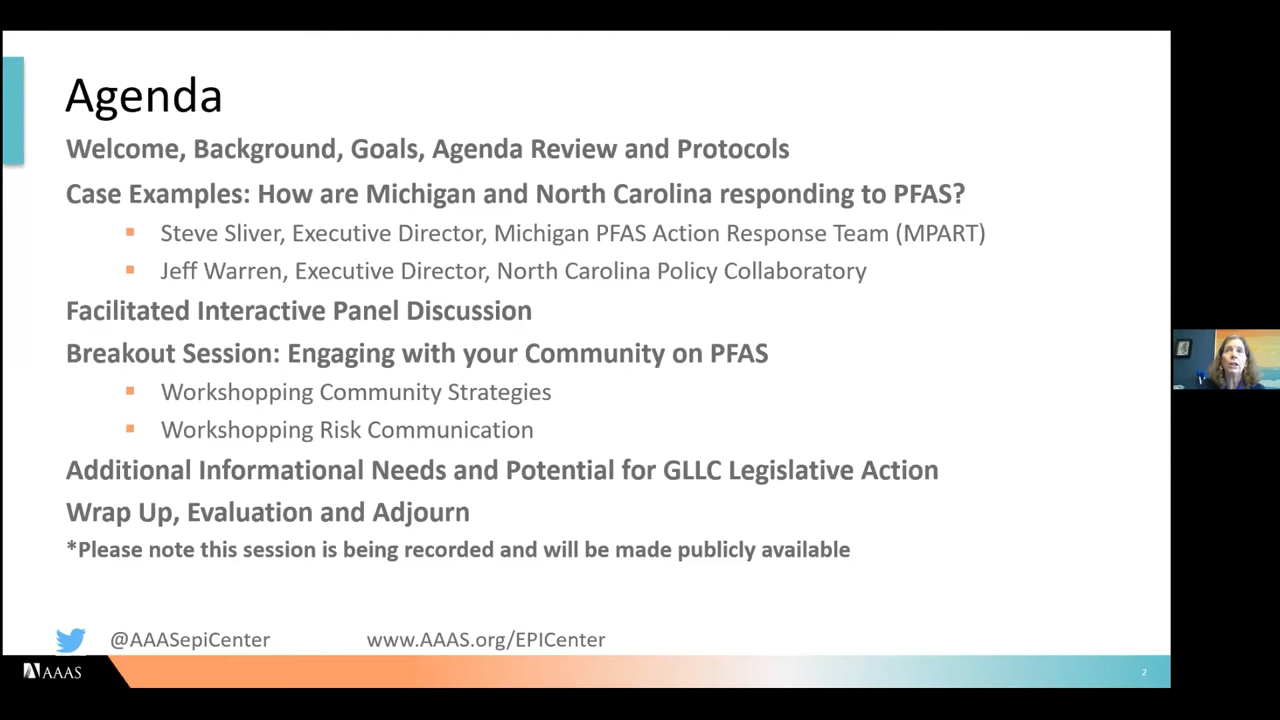 Agenda
Welcome, Background, Goals, Agenda Review and Protocols
Case Examples: How are Michigan and North Carolina responding to PFAS?
Steve Sliver, Executive Director, Michigan PFAS Action Response Team (MPART)
Jeff Warren, Executive Director, North Carolina Policy Collaboratory
Facilitated Interactive Panel Discussion
Breakout Session: Engaging with your Community on PFAS
Workshopping Community Strategies
Workshopping Risk Communication
Additional Informational Needs and Potential for GLLC Legislative Action
Wrap Up, Evaluation and Adjourn
*Please note this session is being recorded and will be made publicly available
@AAASepiCenter www.AAAS.org/EPICenter
AAAS 2